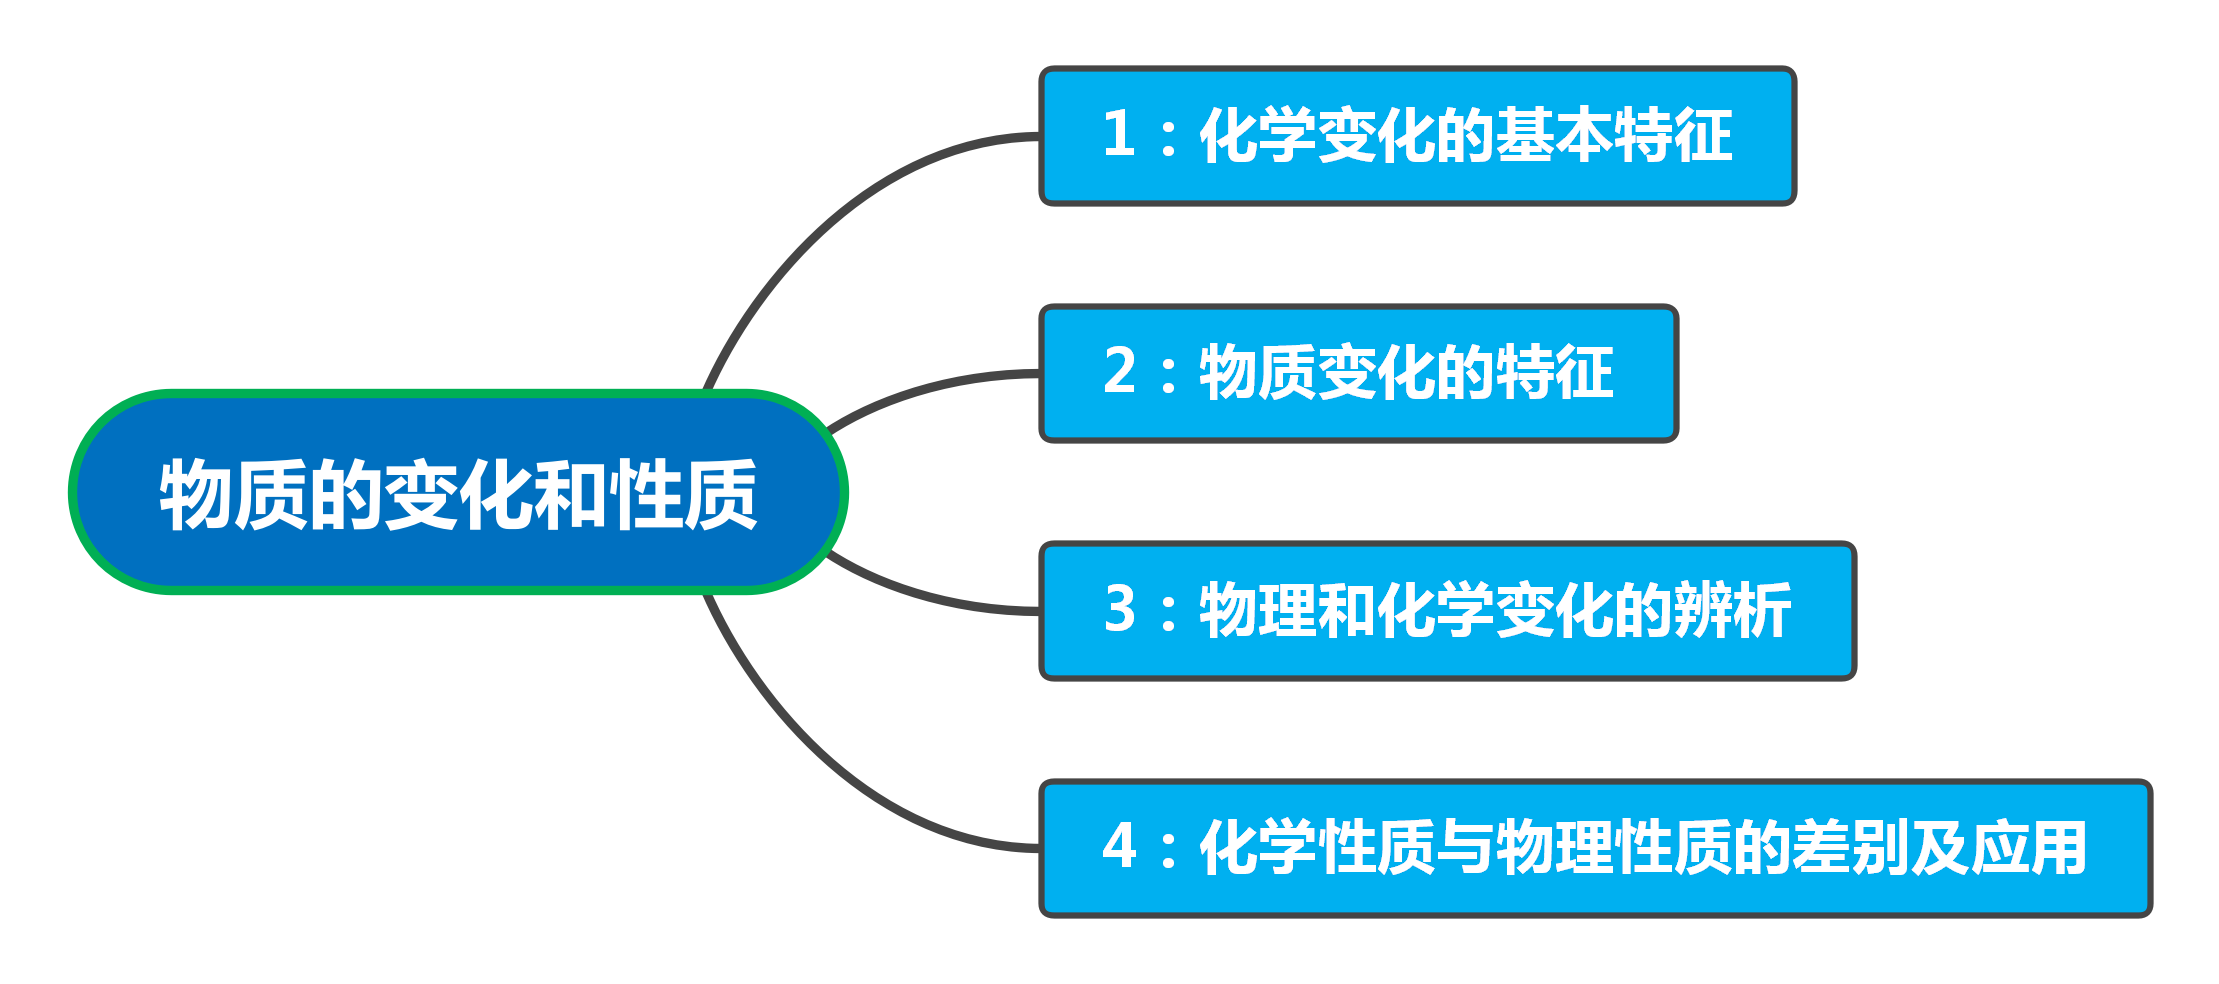 1：化学变化的基本特征
2：物质变化的特征
物质的变化和性质
3：物理和化学变化的辨析
4：化学性质与物理性质的差别及应用